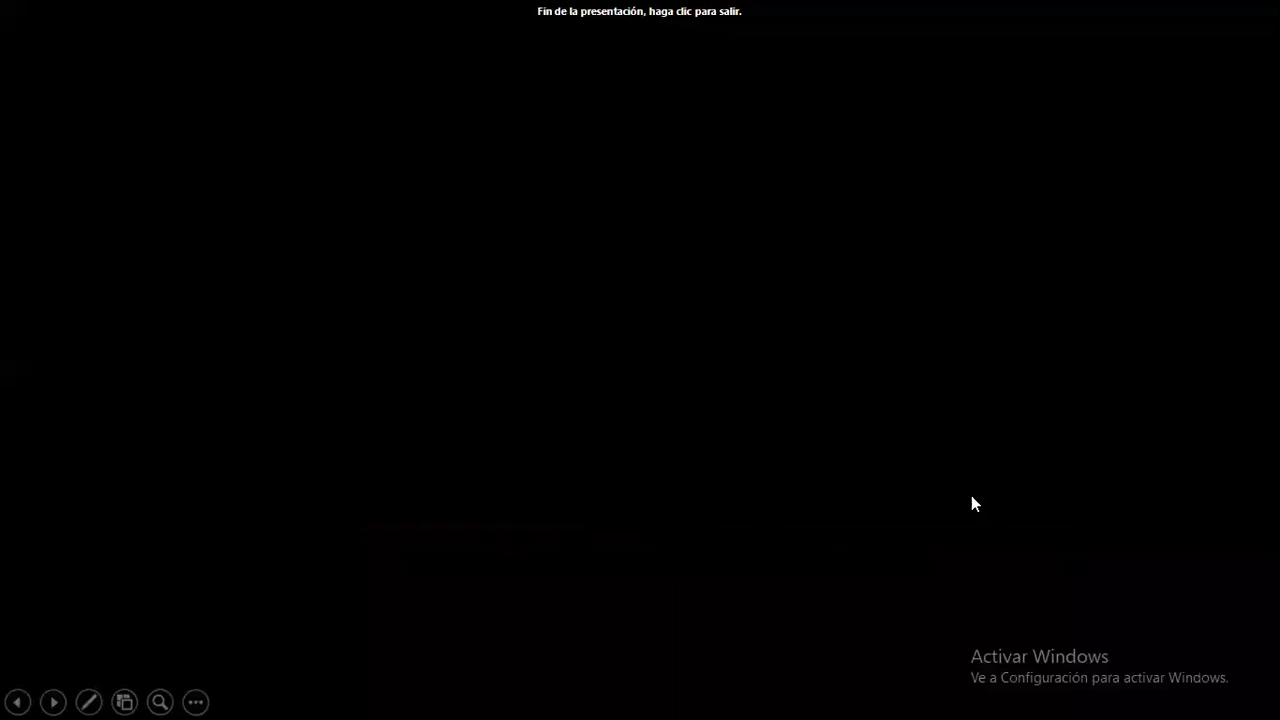 Fin de la presentación, haga clic para salir.
Activar Windows
Ve a Configuración para activar Windows.